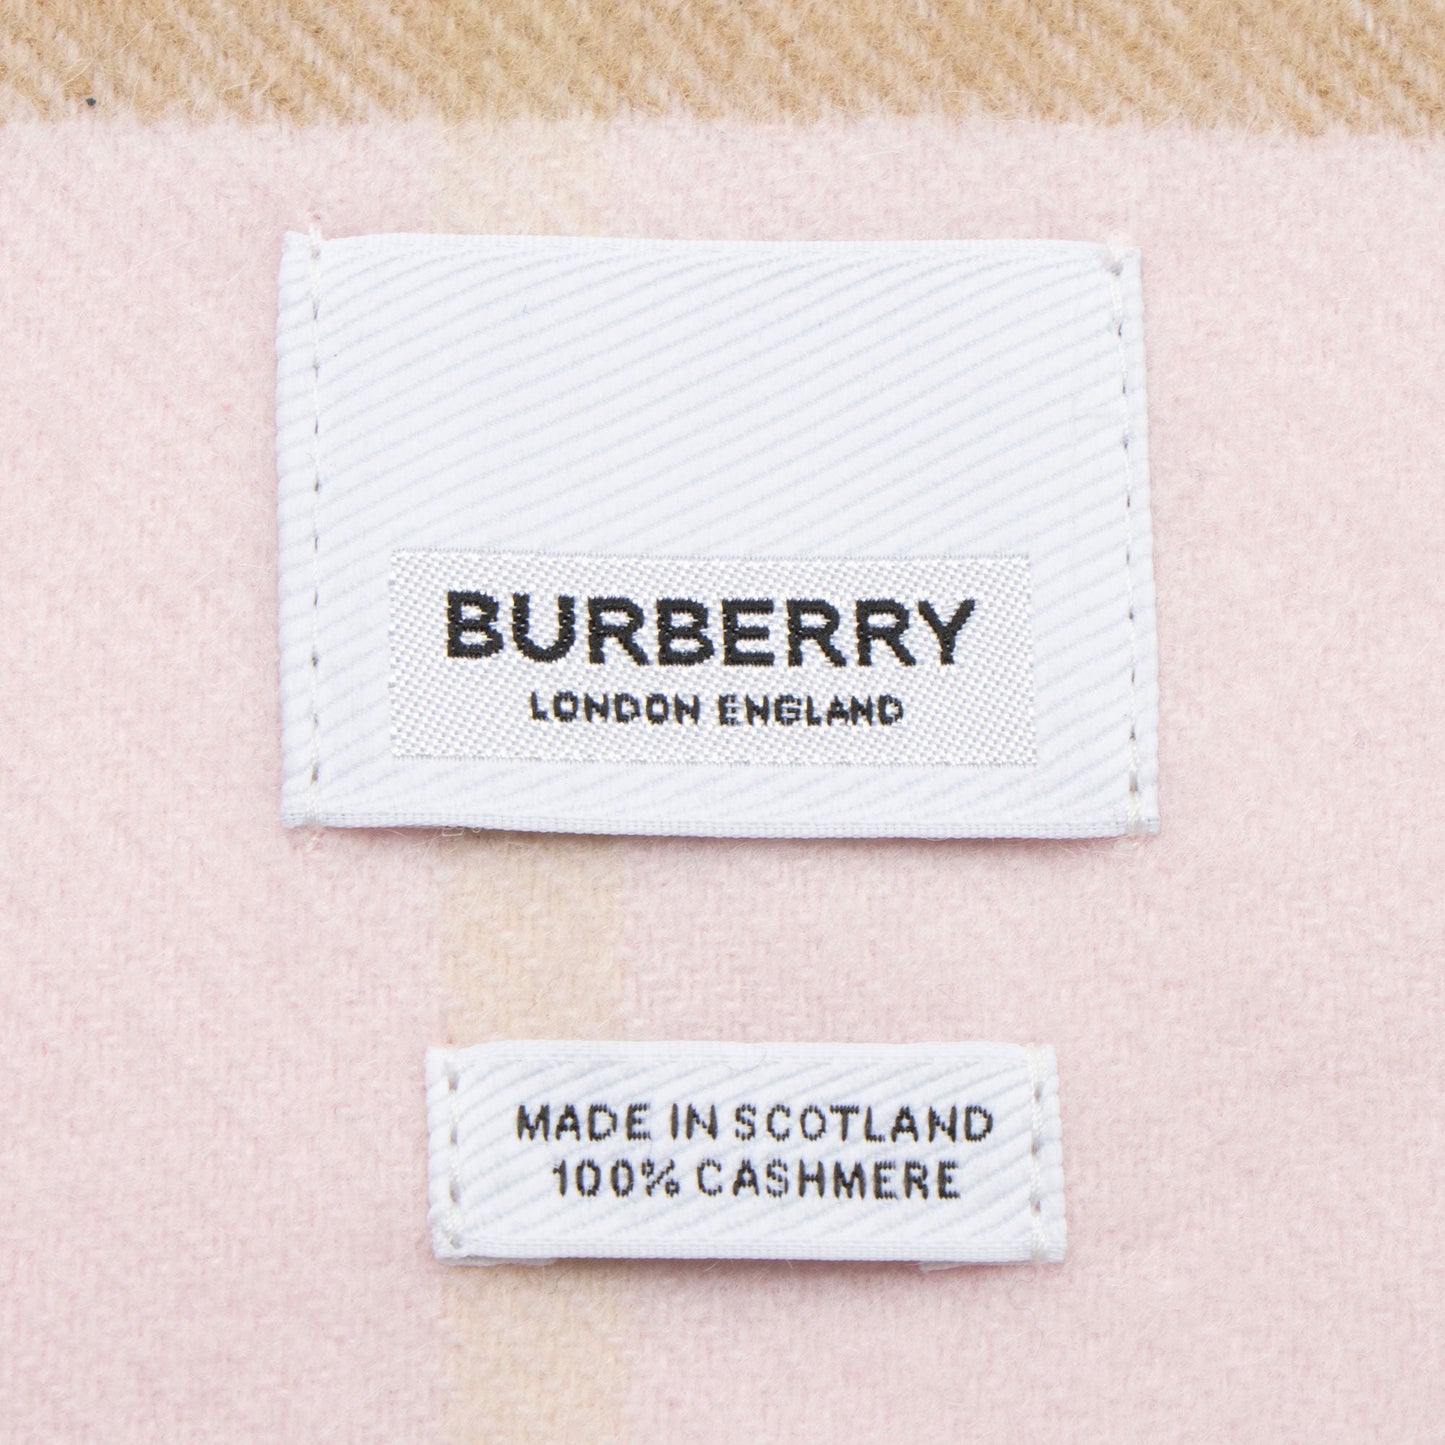 BURBERRY
LONDON ENGLAND
MADE IN SCOTLAND
100% CASHMERE